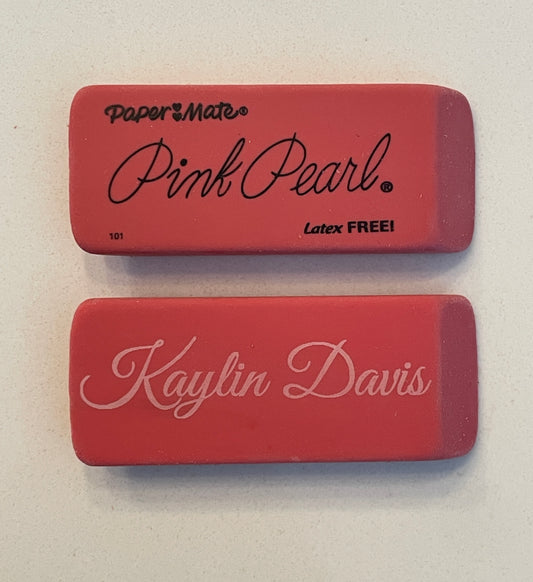 Paper Mate®
Pink Pearl®
101 Latex FREE!
Kaylin Davis